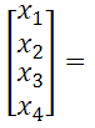 [x₁
x₂
x₃
x₄] =